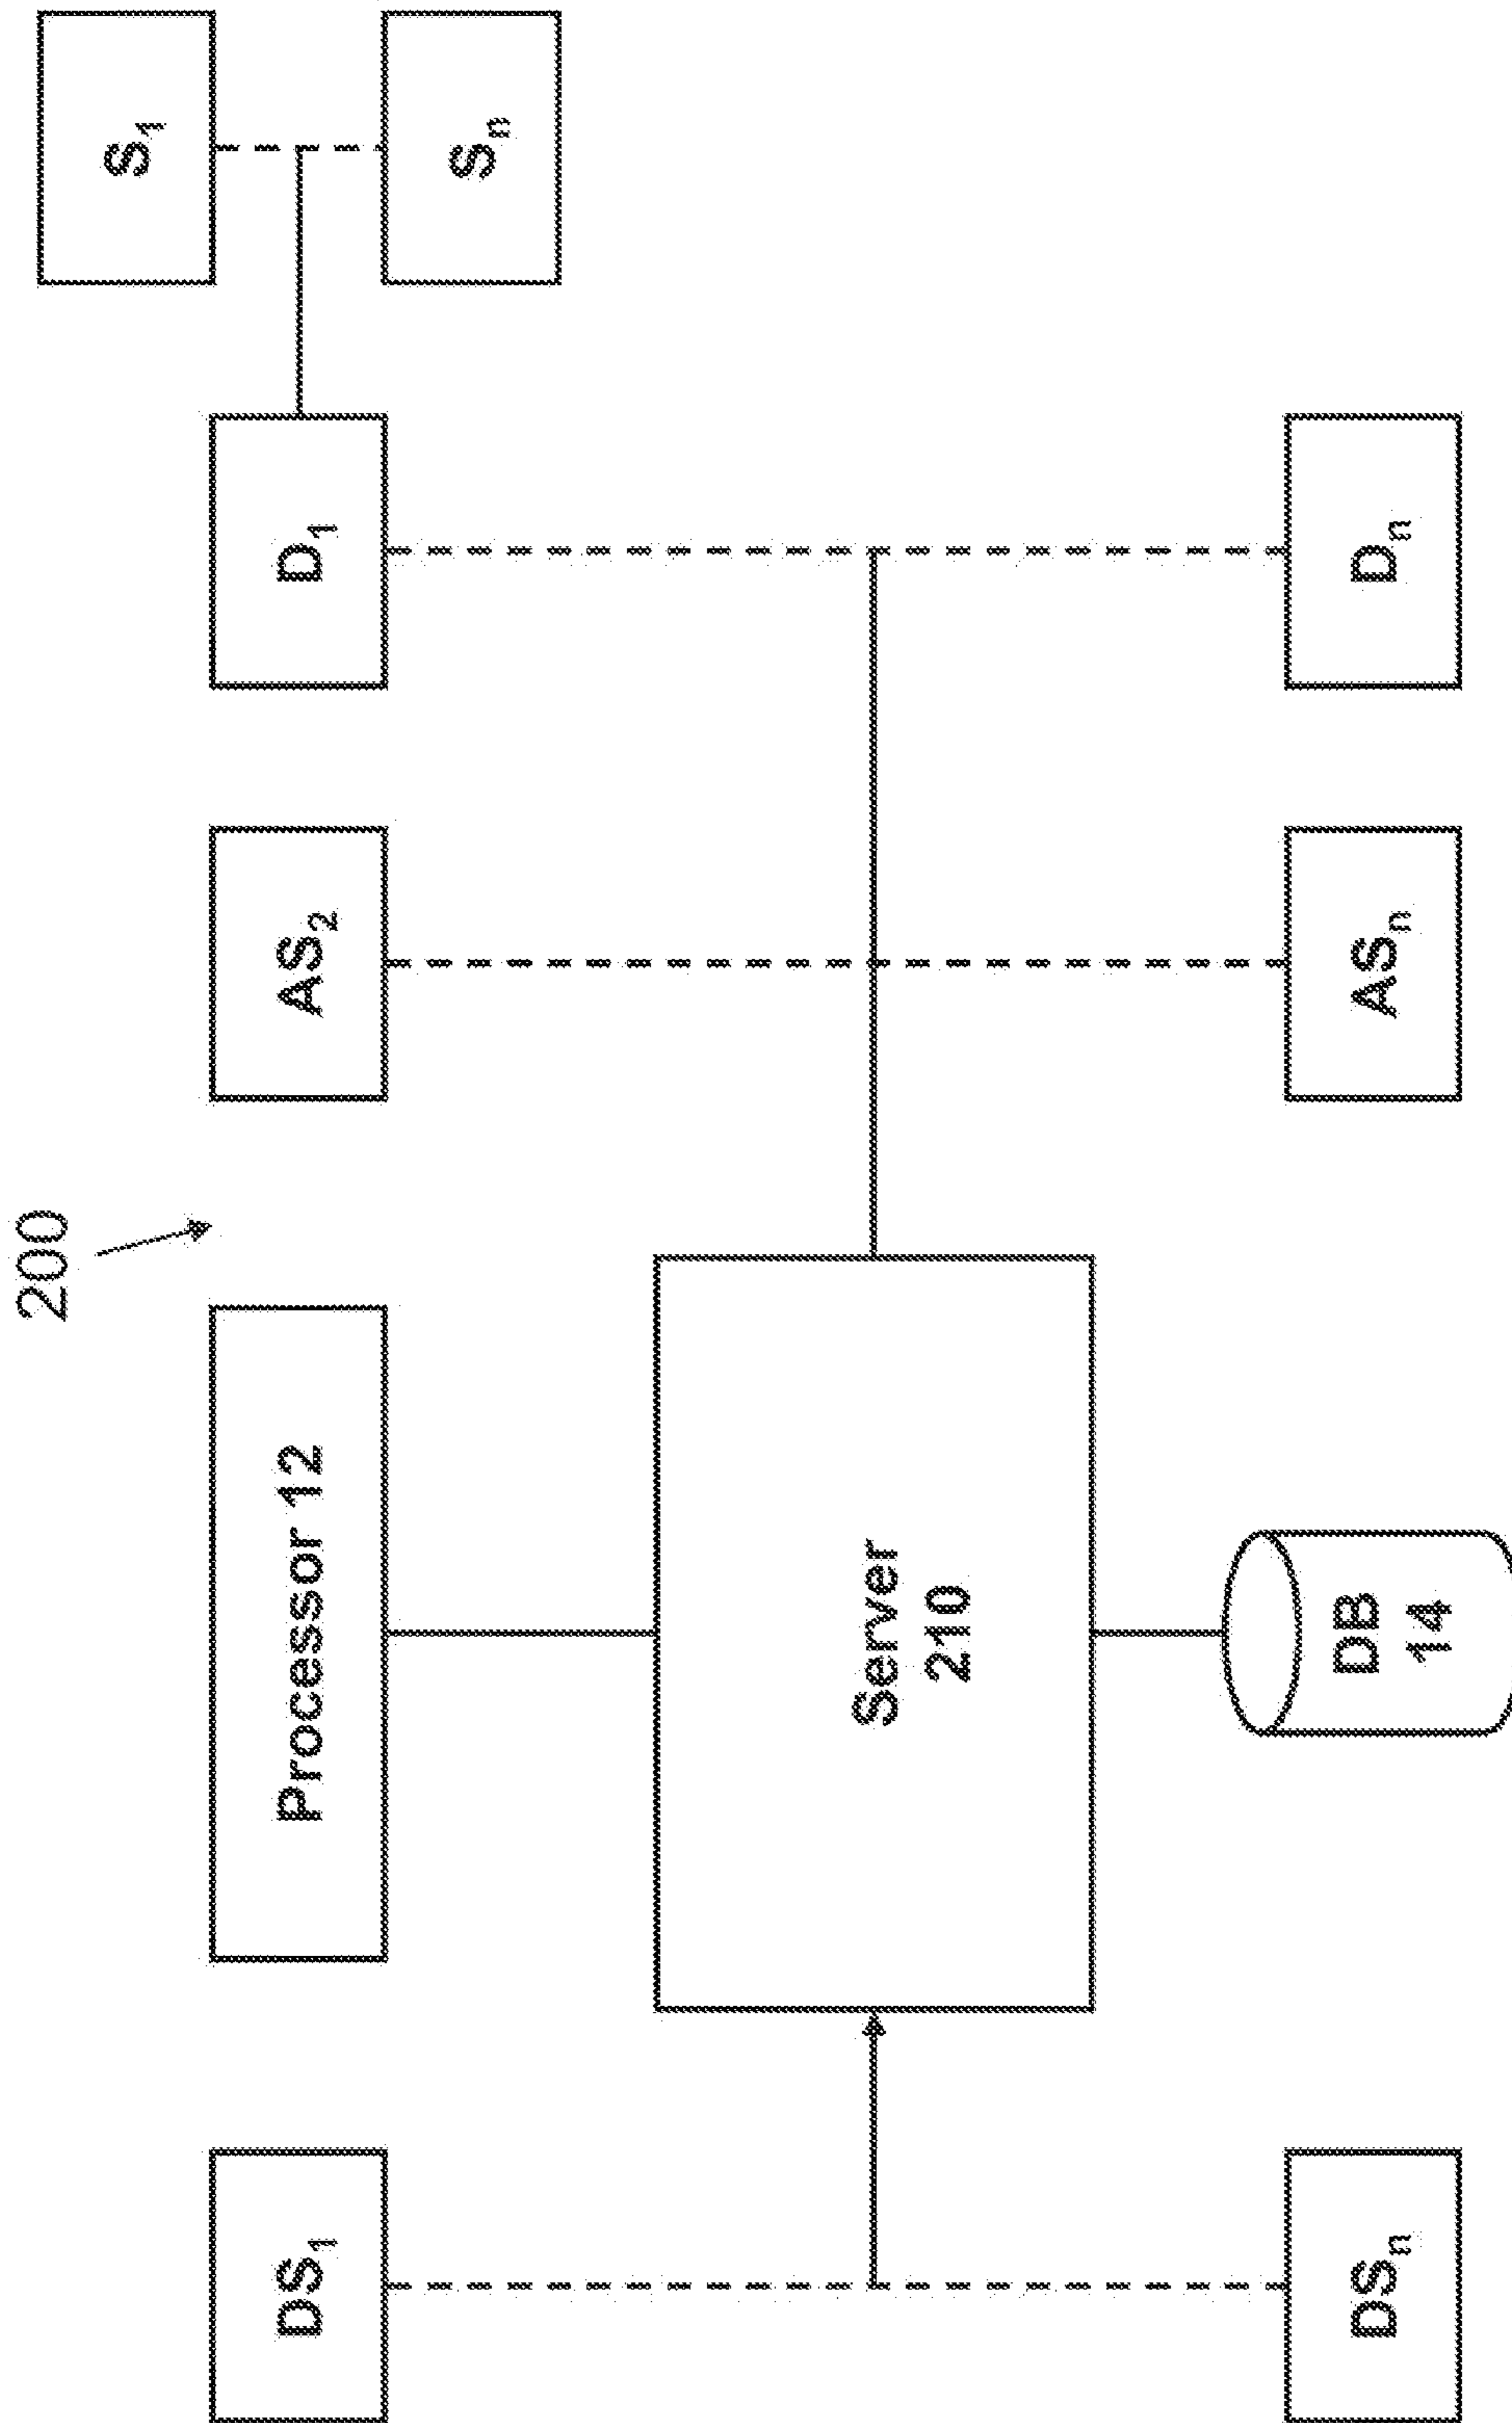 200
S₁
Sₙ
D₁
Dₙ
AS₂
ASₙ
Processor 12
Server
210
DB
14
DS₁
DSₙ